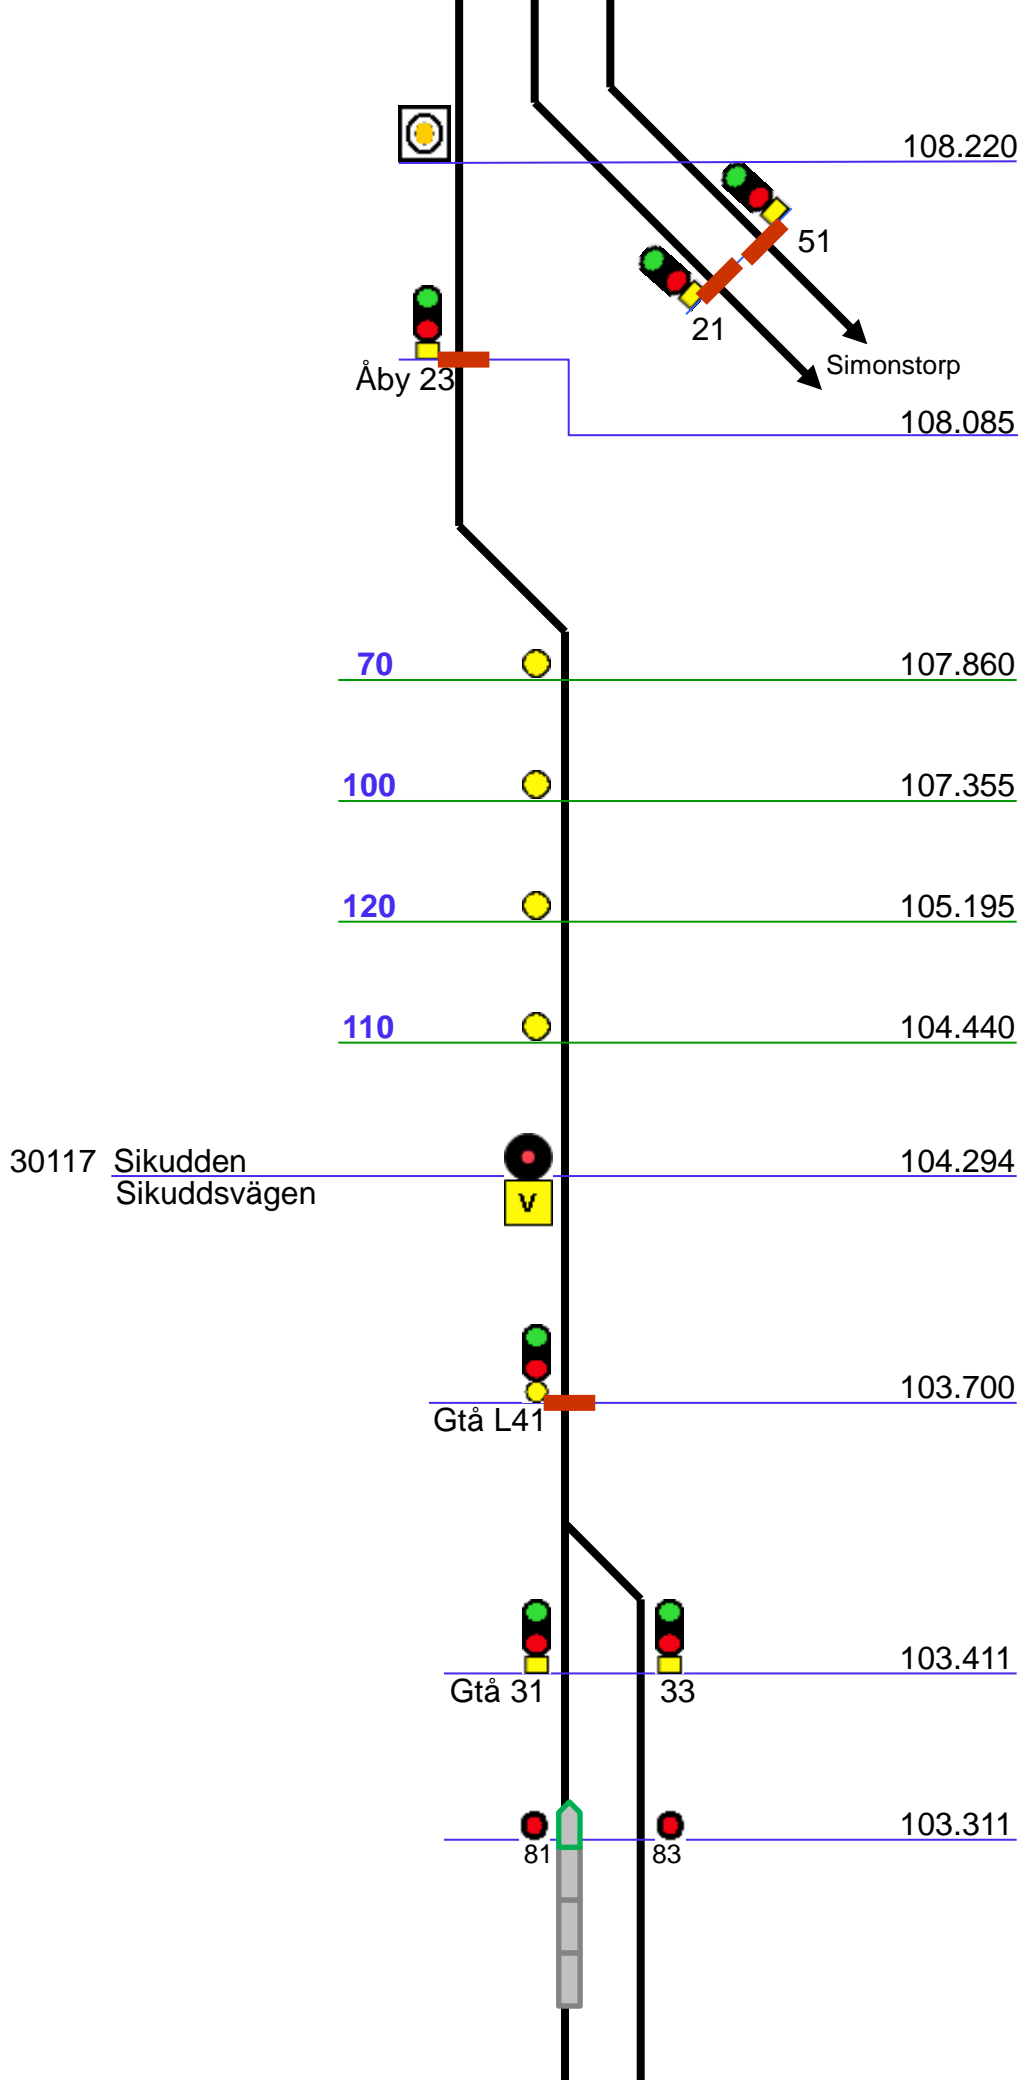 108.220
51
21
Simonstorp
Åby 23
108.085
70 107.860
100 107.355
120 105.195
110 104.440
30117 Sikudden 104.294
Sikuddsvägen
V
103.700
Gtå L41
103.411
Gtå 31 33
103.311
81 83